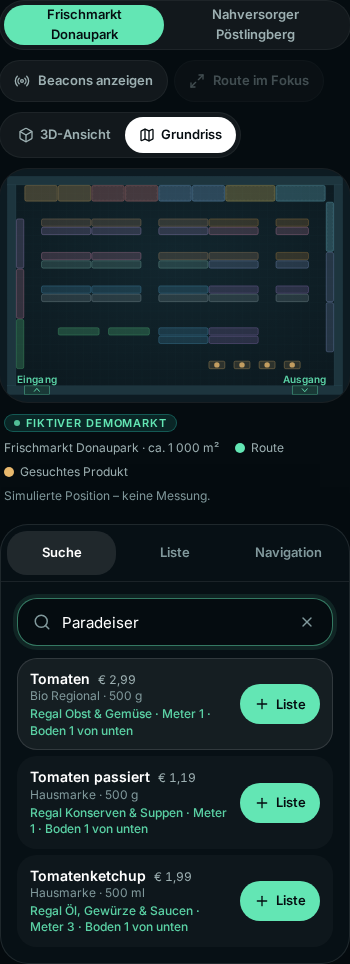 Frischmarkt
Donaupark
Nahversorger
Pöstlingberg
Beacons anzeigen
Route im Fokus
3D-Ansicht
Grundriss
Eingang
Ausgang
FIKTIVER DEMOMARKT
Frischmarkt Donaupark · ca. 1 000 m²
Route
Gesuchtes Produkt
Simulierte Position – keine Messung.
Suche
Liste
Navigation
Paradeiser
Tomaten € 2,99
Bio Regional · 500 g
Regal Obst & Gemüse · Meter 1 ·
Boden 1 von unten
+ Liste
Tomaten passiert € 1,19
Hausmarke · 500 g
Regal Konserven & Suppen · Meter
1 · Boden 1 von unten
+ Liste
Tomatenketchup € 1,99
Hausmarke · 500 ml
Regal Öl, Gewürze & Saucen ·
Meter 3 · Boden 1 von unten
+ Liste